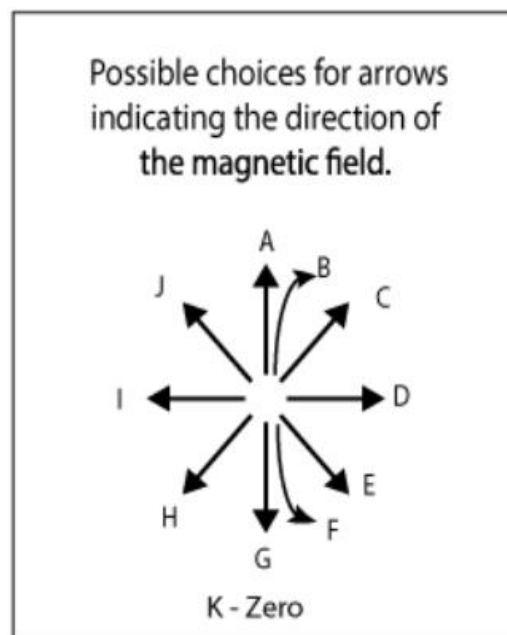 Possible choices for arrows
indicating the direction of
the magnetic field.
A
B
J
C
I
D
H
E
F
G
K - Zero